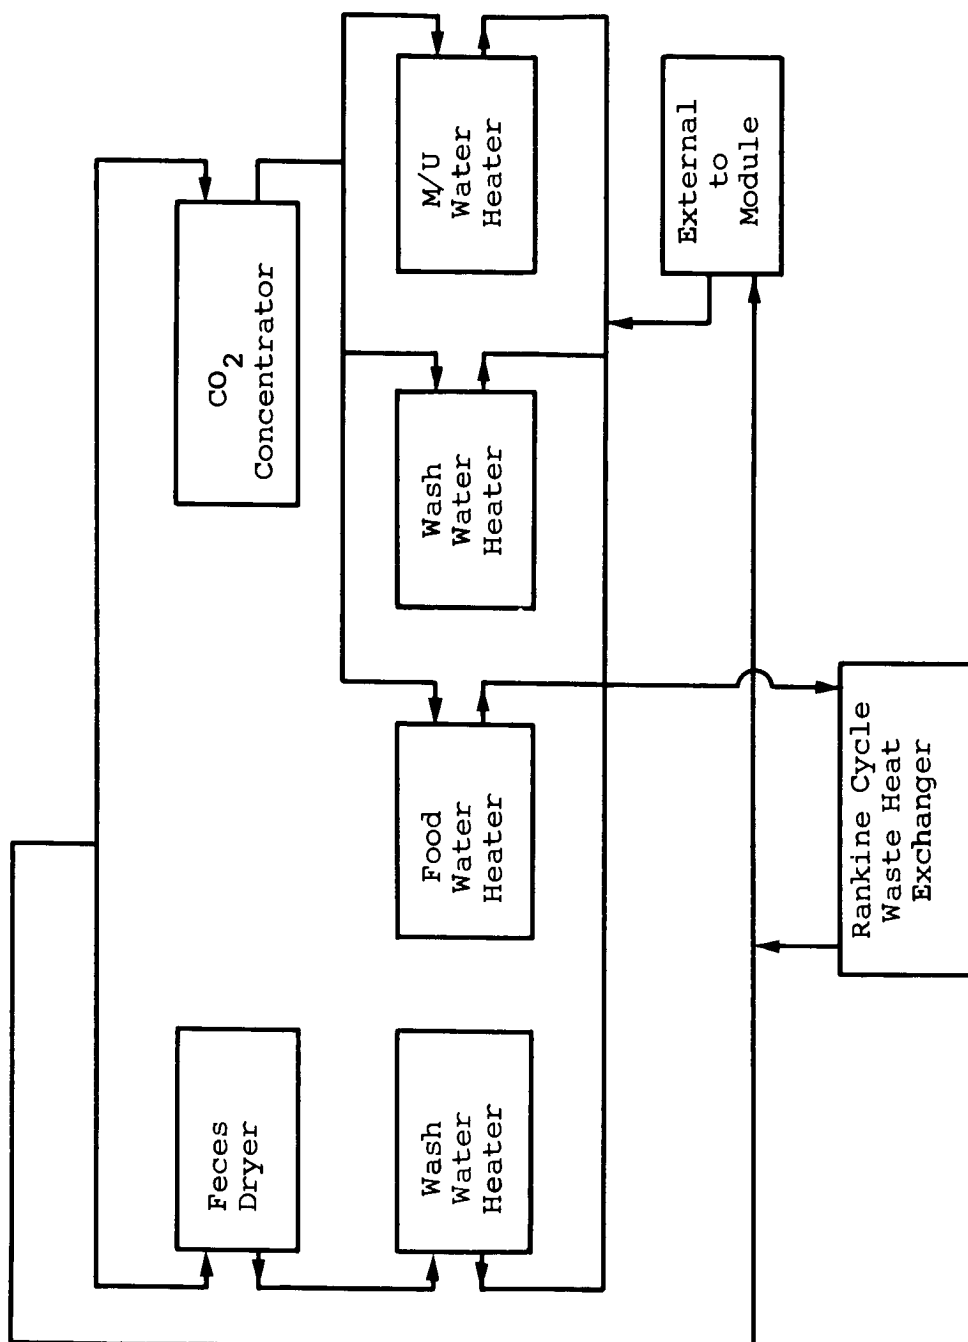 Feces
Dryer
CO2
Concentrator
Wash
Water
Heater
Food
Water
Heater
Wash
Water
Heater
M/U
Water
Heater
External
to
Module
Rankine Cycle
Waste Heat
Exchanger